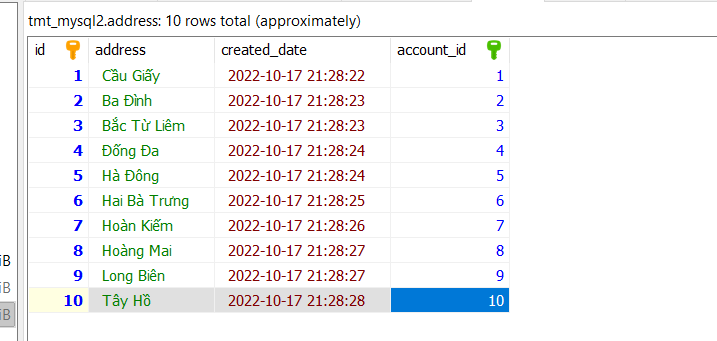 tmt_mysql2.address: 10 rows total (approximately)
id address created_date account_id
1 Cầu Giấy 2022-10-17 21:28:22 1
2 Ba Đình 2022-10-17 21:28:23 2
3 Bắc Từ Liêm 2022-10-17 21:28:23 3
4 Đống Đa 2022-10-17 21:28:24 4
5 Hà Đông 2022-10-17 21:28:24 5
6 Hai Bà Trưng 2022-10-17 21:28:25 6
7 Hoàn Kiếm 2022-10-17 21:28:26 7
8 Hoàng Mai 2022-10-17 21:28:27 8
iB
9 Long Biên 2022-10-17 21:28:27 9
iB
10 Tây Hồ 2022-10-17 21:28:28 10
iB